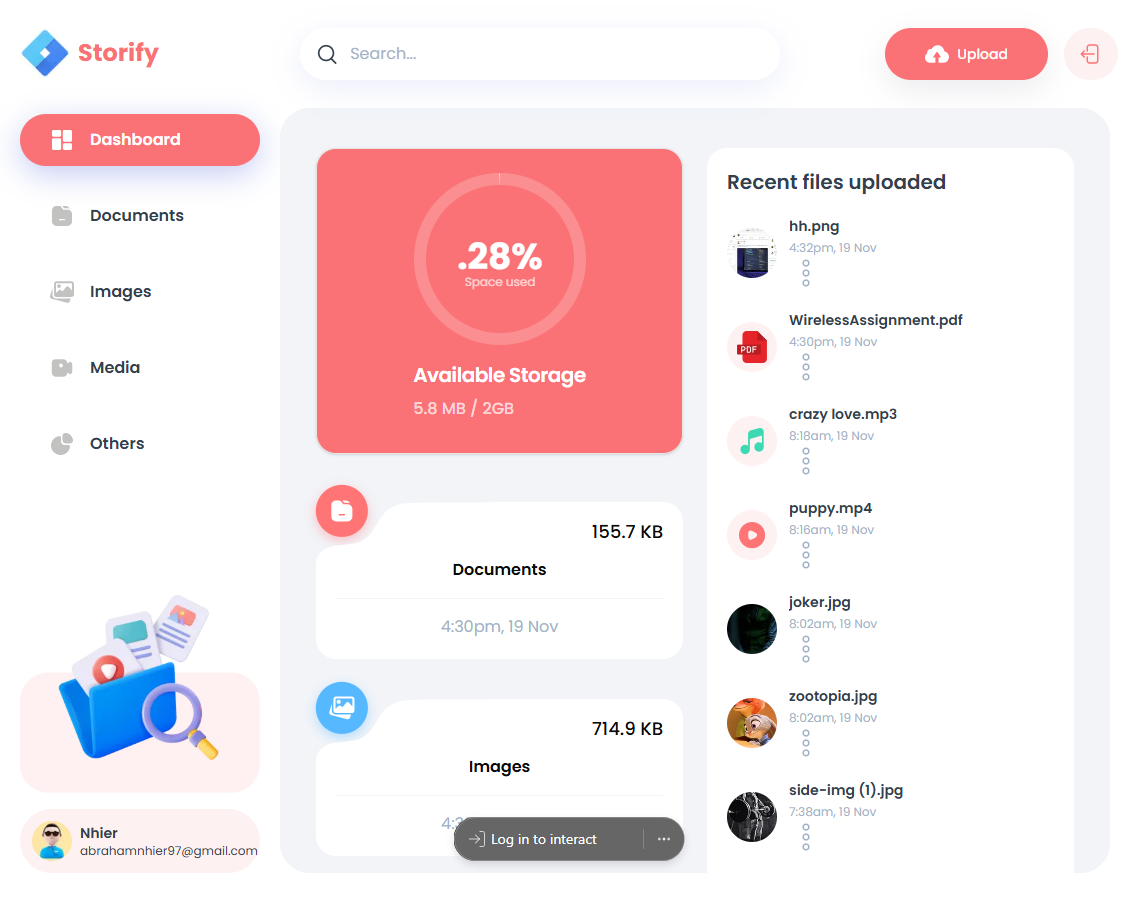 Storify
Search...
Upload
Dashboard
Documents
Images
Media
Others
Nhier
abrahamnhier97@gmail.com
.28%
Space used
Available Storage
5.8 MB / 2GB
155.7 KB
Documents
4:30pm, 19 Nov
714.9 KB
Images
Log in to interact
Recent files uploaded
hh.png
4:32pm, 19 Nov
WirelessAssignment.pdf
4:30pm, 19 Nov
PDF
crazy love.mp3
8:18am, 19 Nov
puppy.mp4
8:16am, 19 Nov
joker.jpg
8:02am, 19 Nov
zootopia.jpg
8:02am, 19 Nov
side-img (1).jpg
7:38am, 19 Nov